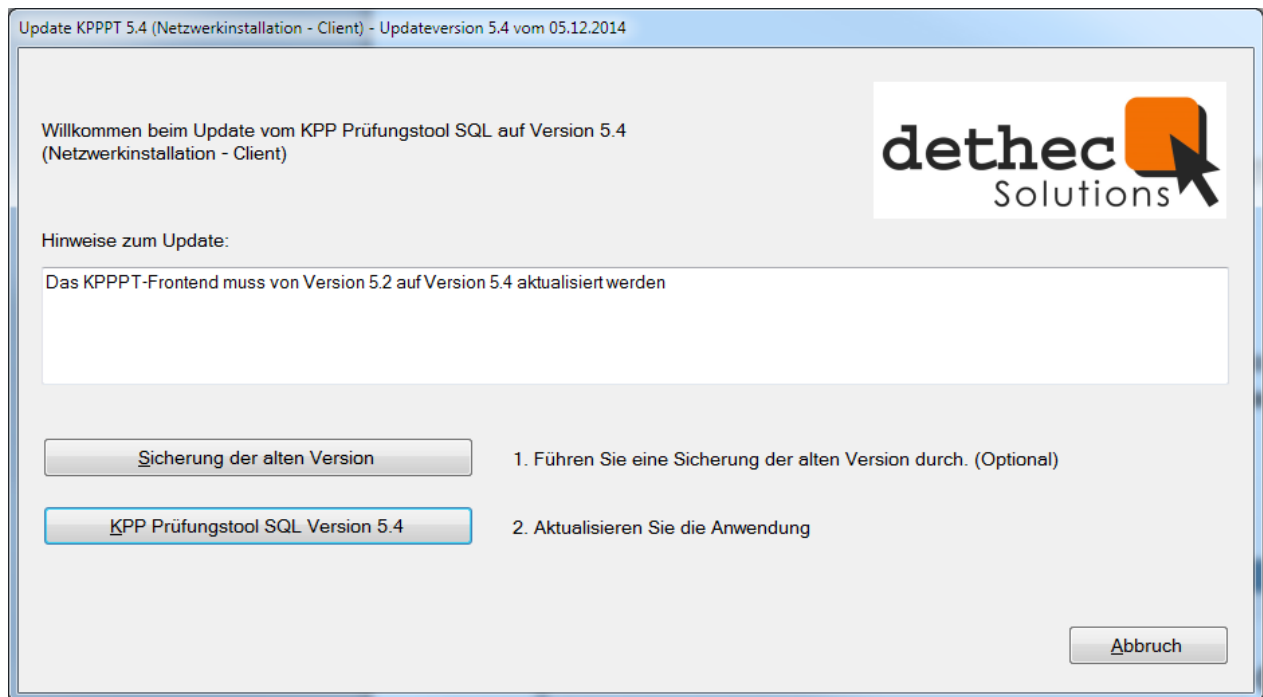 Update KPPPT 5.4 (Netzwerkinstallation - Client) - Updateversion 5.4 vom 05.12.2014
Willkommen beim Update vom KPP Prüfungstool SQL auf Version 5.4
(Netzwerkinstallation - Client)
dethec
Solutions
Hinweise zum Update:
Das KPPPT-Frontend muss von Version 5.2 auf Version 5.4 aktualisiert werden
Sicherung der alten Version
1. Führen Sie eine Sicherung der alten Version durch. (Optional)
KPP Prüfungstool SQL Version 5.4
2. Aktualisieren Sie die Anwendung
Abbruch